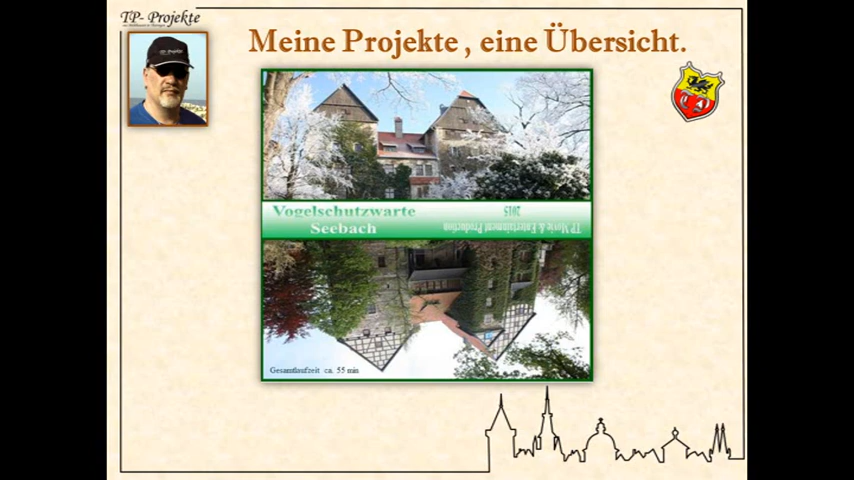 TP- Projekte
Meine Projekte , eine Übersicht.
Vogelschutzwarte
Seebach
2015
TP Movie & Entertainment Production
Gesamtlaufzeit ca. 55 min